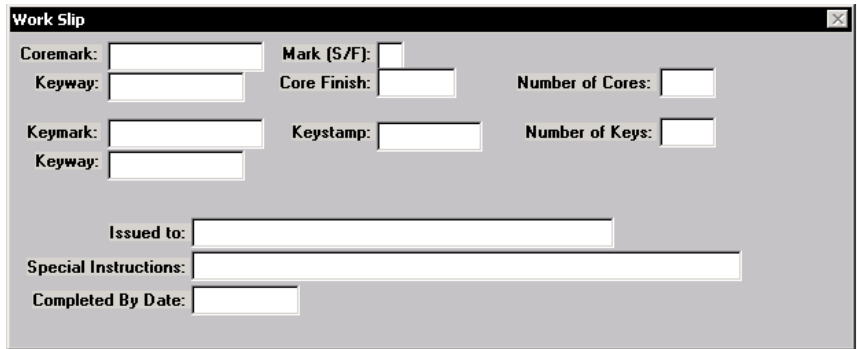 Work Slip
Coremark: Mark (S/F):
Keyway: Core Finish: Number of Cores:
Keymark: Keystamp: Number of Keys:
Keyway:
Issued to:
Special Instructions:
Completed By Date: